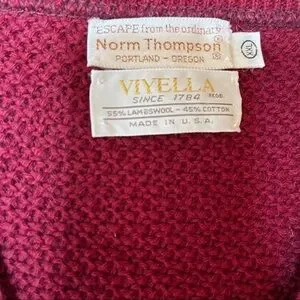 "ESCAPE from the ordinary"®
Norm Thompson®
PORTLAND - OREGON
XXL
VIYELLA
SINCE 1784
55% LAMBSWOOL - 45% COTTON
MADE IN U.S.A.